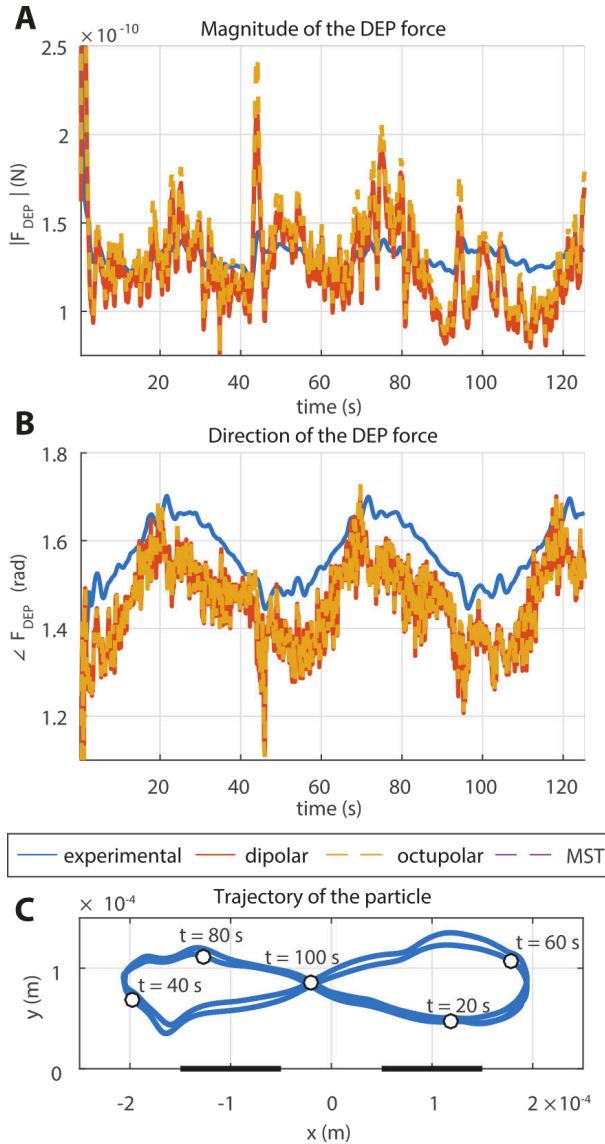 A
Magnitude of the DEP force
× 10⁻¹⁰
2.5
2
1.5
1
|F_DEP| (N)
20 40 60 80 100 120
time (s)
B
Direction of the DEP force
1.8
1.6
1.4
1.2
∠ F_DEP (rad)
20 40 60 80 100 120
time (s)
experimental dipolar octupolar MST
C
Trajectory of the particle
× 10⁻⁴
t = 80 s
t = 100 s
t = 60 s
1
t = 40 s
t = 20 s
y (m)
0
-2 -1 0 1 2 ×10⁻⁴
x (m)